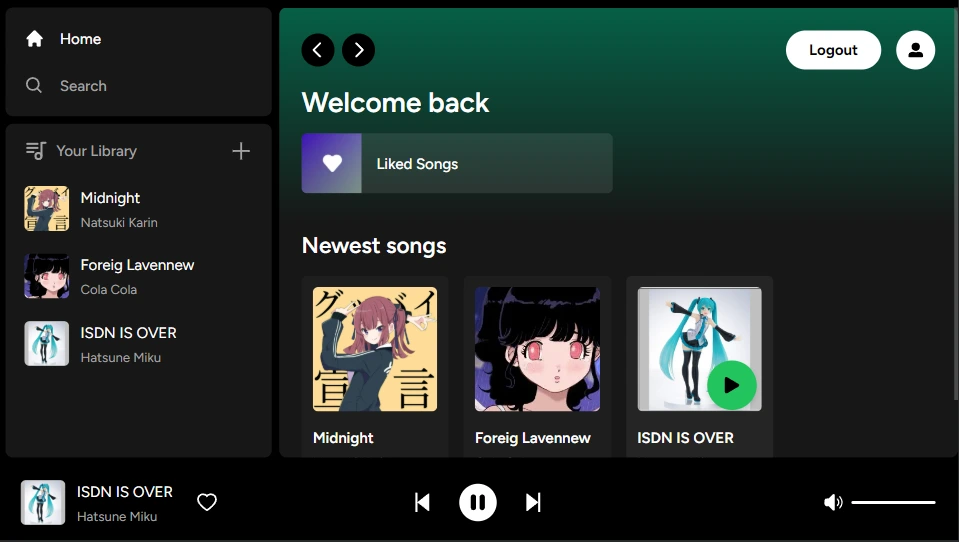 Home
Search
Your Library
Midnight
Natsuki Karin
Foreig Lavennew
Cola Cola
ISDN IS OVER
Hatsune Miku
Logout
Welcome back
Liked Songs
Newest songs
グッバイ
宣言
Midnight
Foreig Lavennew
ISDN IS OVER
ISDN IS OVER
Hatsune Miku